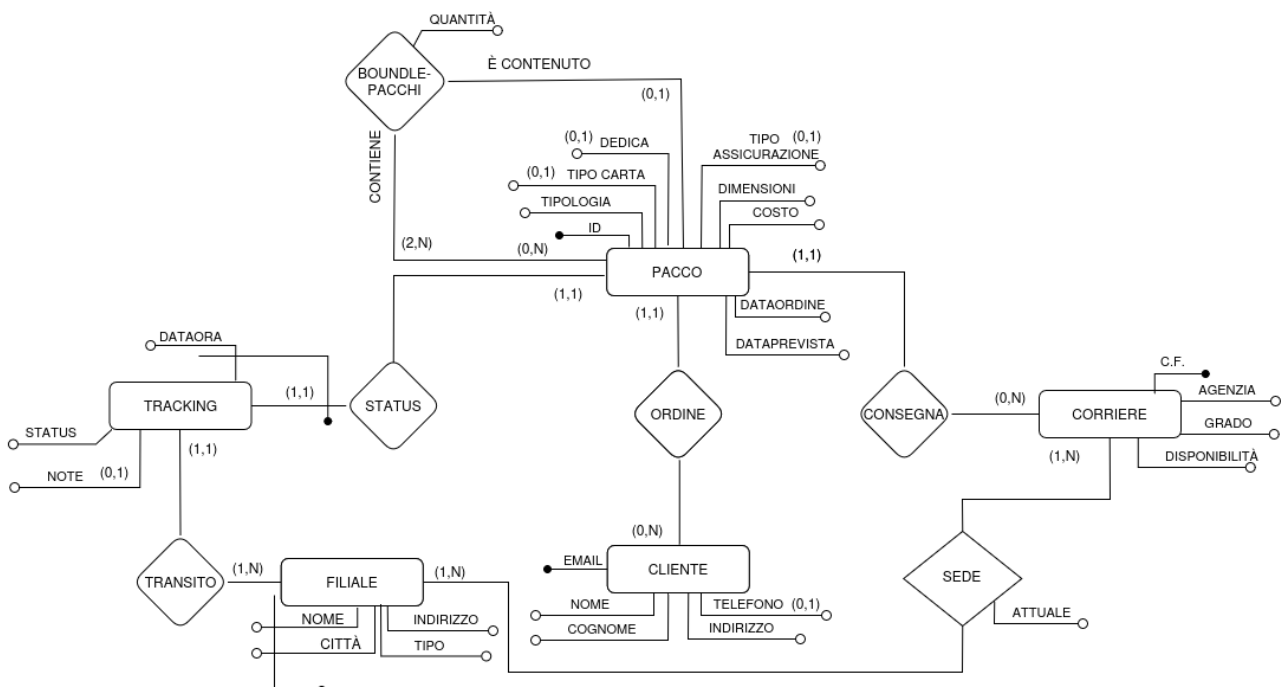 QUANTITÀ
BOUNDLE-
PACCHI
È CONTENUTO
(0,1)
CONTIENE
(0,1) DEDICA
TIPO (0,1)
ASSICURAZIONE
(0,1) TIPO CARTA
DIMENSIONI
TIPOLOGIA
COSTO
ID
(2,N)
(0,N)
PACCO
(1,1)
(1,1)
(1,1)
DATAORDINE
DATAPREVISTA
DATAORA
C.F.
AGENZIA
TRACKING
(1,1)
STATUS
ORDINE
CONSEGNA
(0,N)
CORRIERE
GRADO
STATUS
(1,1)
(1,N)
DISPONIBILITÀ
NOTE (0,1)
(0,N)
TRANSITO
(1,N)
FILIALE
(1,N)
EMAIL
CLIENTE
SEDE
NOME
INDIRIZZO
NOME
TELEFONO (0,1)
ATTUALE
CITTÀ
TIPO
COGNOME
INDIRIZZO